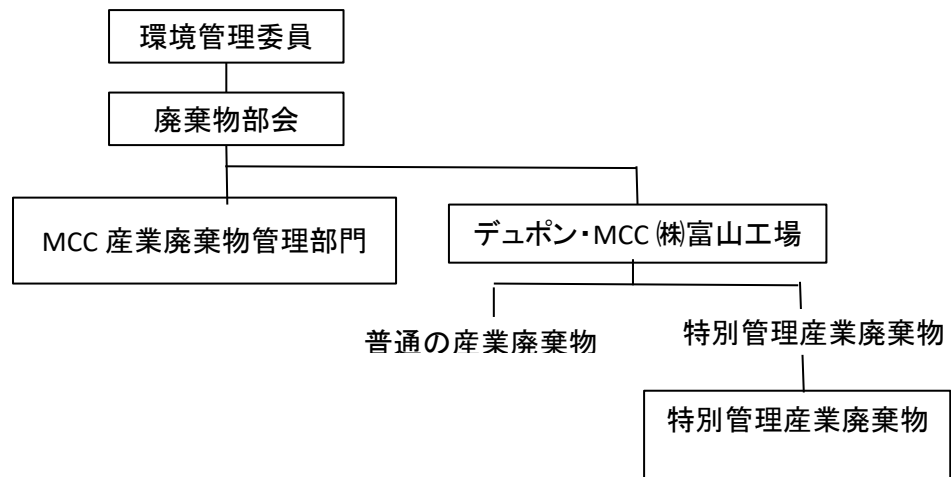 環境管理委員
廃棄物部会
MCC 産業廃棄物管理部門
デュポン・MCC ㈱富山工場
普通の産業廃棄物
特別管理産業廃棄物
特別管理産業廃棄物